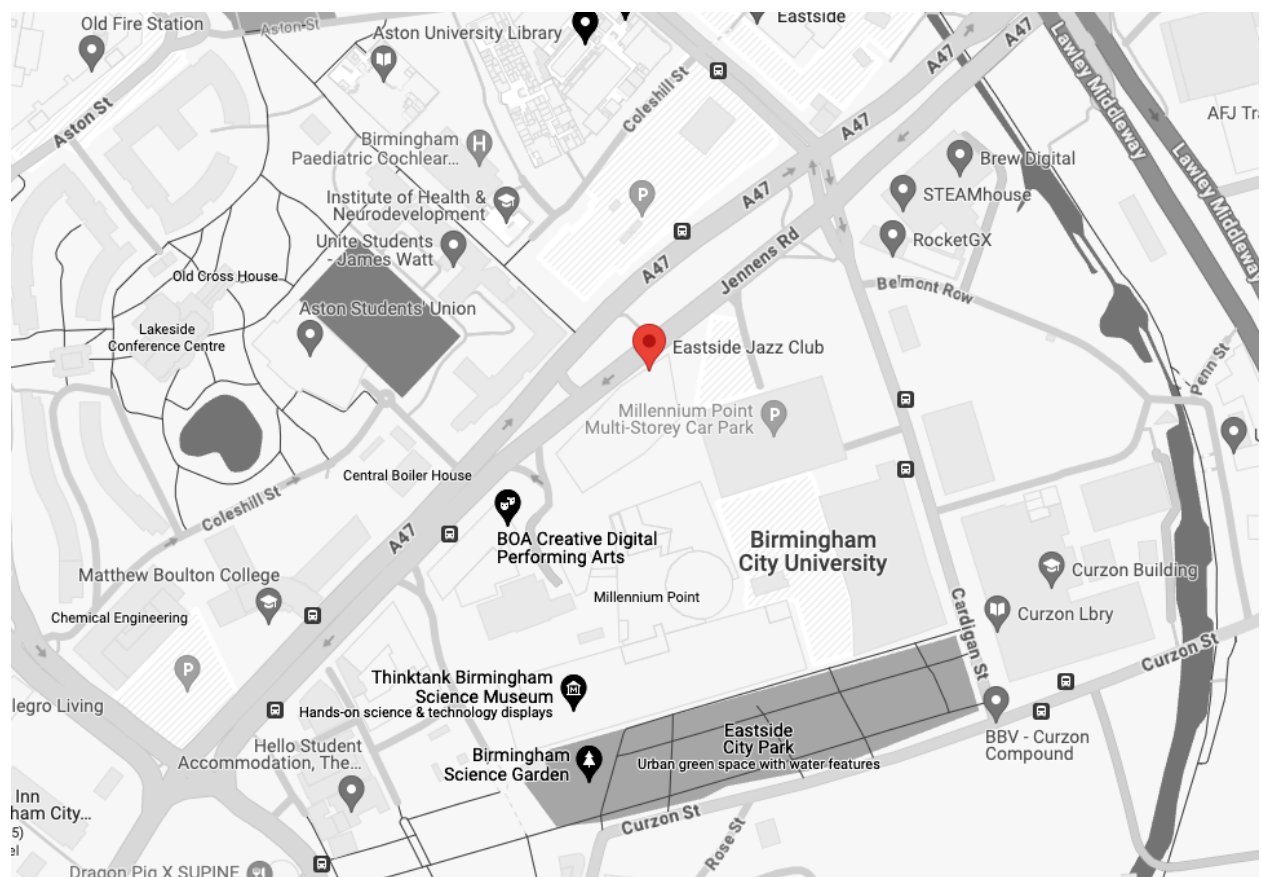 Old Fire Station
Aston St
Aston University Library
Eastside
A47
A47
Lawley Middleway
Lawley Middleway
Aston St
Coleshill St
A47
AFJ
Birmingham
Paediatric Cochlear...
Brew Digital
STEAMhouse
Institute of Health &
Neurodevelopment
P
A47
Unite Students
- James Watt
RocketGX
Jennens Rd
A47
Old Cross House
Belmont Row
Aston Students' Union
Lakeside
Conference Centre
Eastside Jazz Club
Penn St
Millennium Point
Multi-Storey Car Park
P
Central Boiler House
Coleshill St
A47
BOA Creative Digital
Performing Arts
Birmingham
City University
Matthew Boulton College
Curzon Building
Chemical Engineering
Millennium Point
Curzon Lbry
Cardigan St
Curzon St
P
Thinktank Birmingham
Science Museum
Hands-on science & technology displays
legro Living
Eastside
City Park
Urban green space with water features
BBV - Curzon
Compound
Hello Student
Accommodation, The...
Birmingham
Science Garden
Inn
ham City...
5)
el
Curzon St
Rose St
Dragon Pig X SUPINE